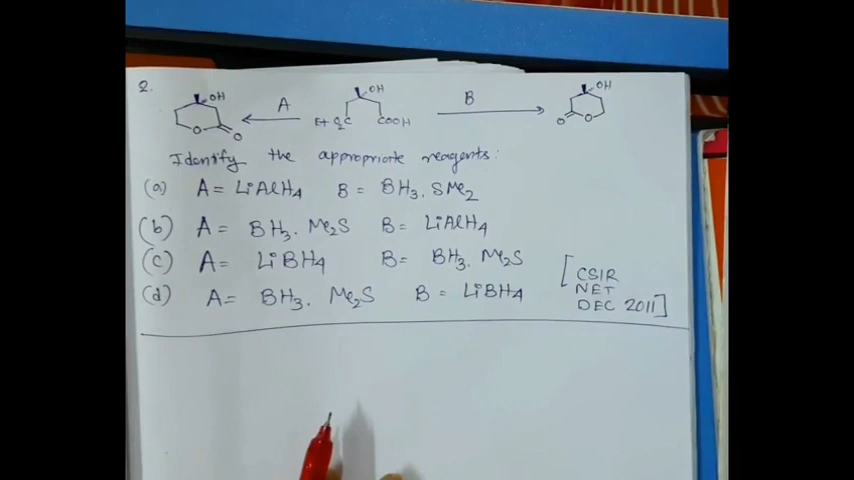 2.
OH OH OH
A B
EtO2C COOH
O O O O
Identify the appropriate reagents:
(a) A = LiAlH4 B = BH3. SMe2
(b) A = BH3. Me2S B = LiAlH4
(c) A = LiBH4 B = BH3. Me2S
(d) A = BH3. Me2S B = LiBH4
[CSIR
NET
DEC 2011]